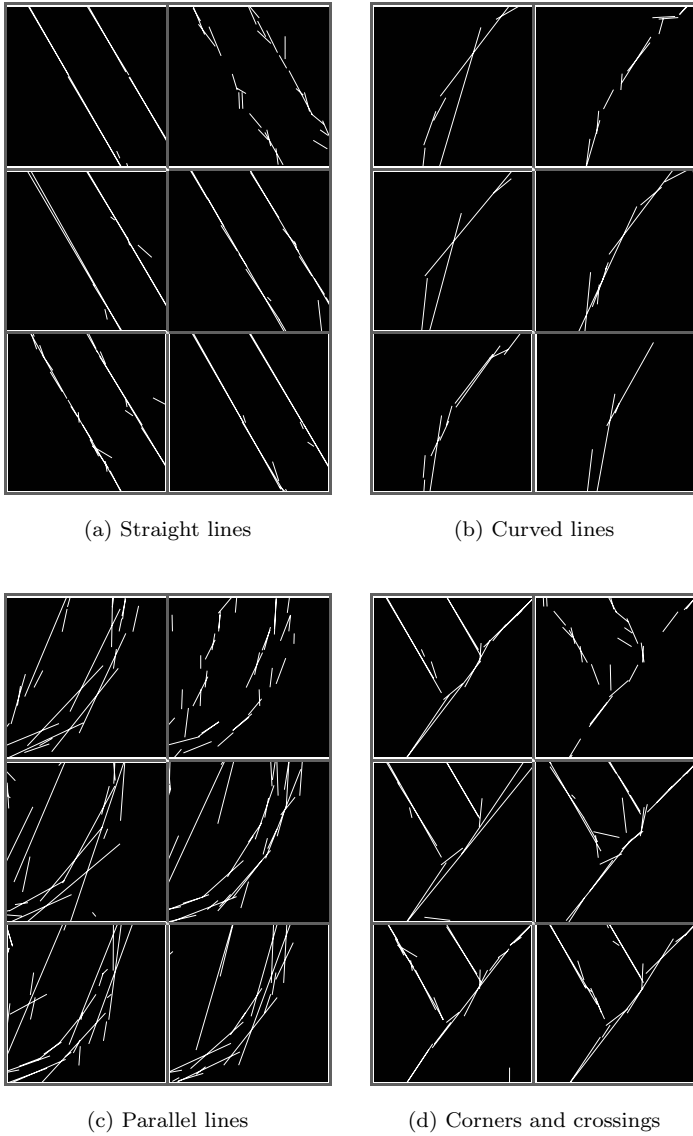 (a) Straight lines
(b) Curved lines
(c) Parallel lines
(d) Corners and crossings